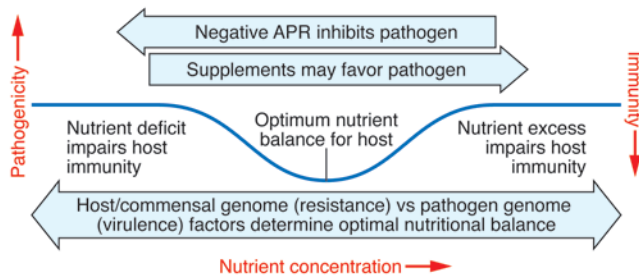 Negative APR inhibits pathogen
Supplements may favor pathogen
Pathogenicity
Immunity
Nutrient deficit
impairs host
immunity
Optimum nutrient
balance for host
Nutrient excess
impairs host
immunity
Host/commensal genome (resistance) vs pathogen genome
(virulence) factors determine optimal nutritional balance
Nutrient concentration